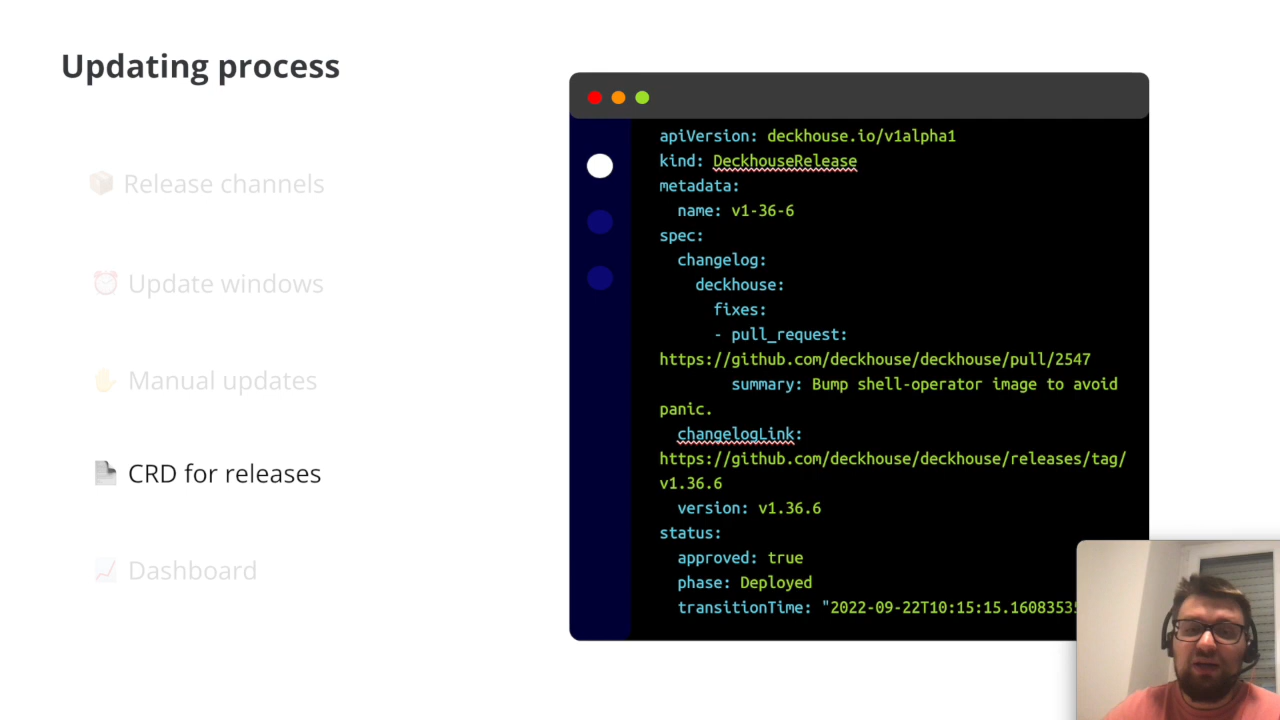 Updating process
Release channels
Update windows
Manual updates
CRD for releases
Dashboard
apiVersion: deckhouse.io/v1alpha1
kind: DeckhouseRelease
metadata:
  name: v1-36-6
spec:
  changelog:
    deckhouse:
      fixes:
      - pull_request:
https://github.com/deckhouse/deckhouse/pull/2547
        summary: Bump shell-operator image to avoid
panic.
  changelogLink:
https://github.com/deckhouse/deckhouse/releases/tag/
v1.36.6
  version: v1.36.6
status:
  approved: true
  phase: Deployed
  transitionTime: "2022-09-22T10:15:15.1608353